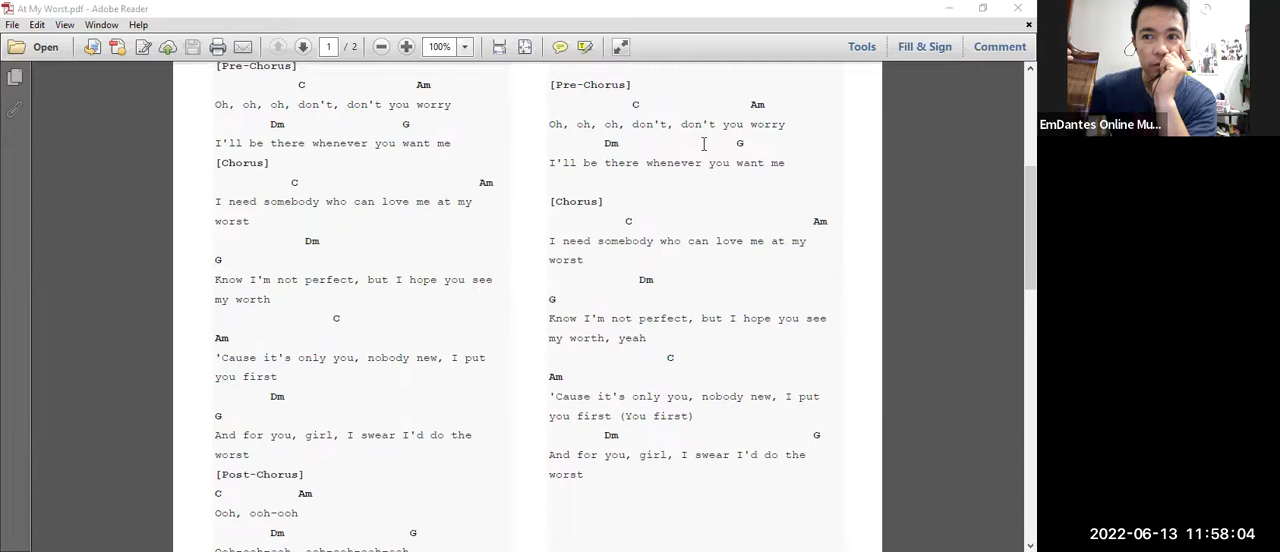 At My Worst.pdf - Adobe Reader
File Edit View Window Help
Open
1 / 2
100%
Tools
Fill & Sign
Comment
[Pre-Chorus]
C Am
Oh, oh, oh, don't, don't you worry
Dm G
I'll be there whenever you want me
[Chorus]
C Am
I need somebody who can love me at my
worst
Dm
G
Know I'm not perfect, but I hope you see
my worth
C
Am
'Cause it's only you, nobody new, I put
you first
Dm
G
And for you, girl, I swear I'd do the
worst
[Post-Chorus]
C Am
Ooh, ooh-ooh
Dm G
Ooh-ooh-ooh, ooh-ooh-ooh-ooh
[Pre-Chorus]
C Am
Oh, oh, oh, don't, don't you worry
Dm G
I'll be there whenever you want me
[Chorus]
C Am
I need somebody who can love me at my
worst
Dm
G
Know I'm not perfect, but I hope you see
my worth, yeah
C
Am
'Cause it's only you, nobody new, I put
you first (You first)
Dm G
And for you, girl, I swear I'd do the
worst
EmDantes Online Mu...
2022-06-13 11:58:04